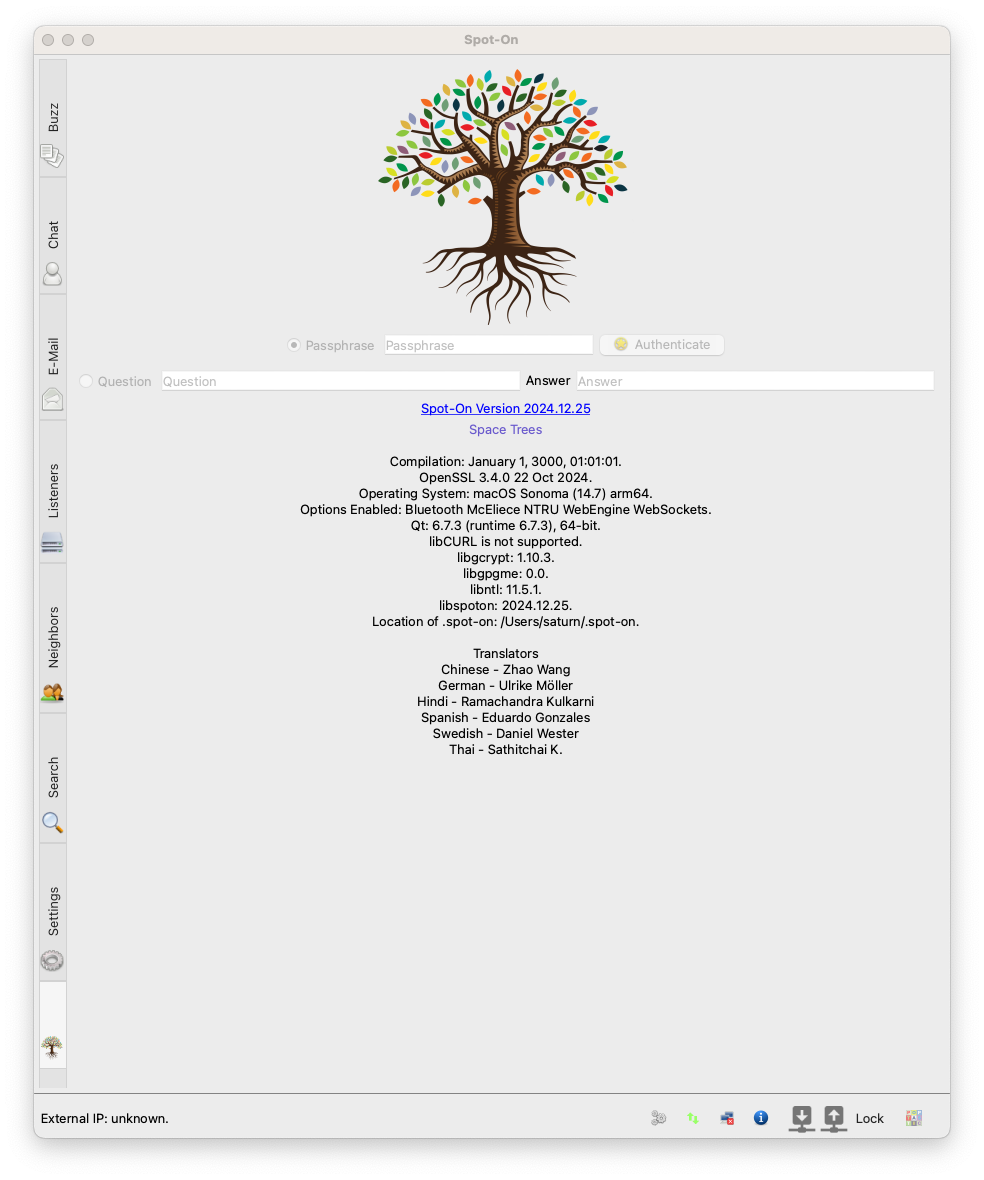 Spot-On
Buzz
Chat
E-Mail
Listeners
Neighbors
Search
Settings
Passphrase Passphrase Authenticate
Question Question Answer Answer
Spot-On Version 2024.12.25
Space Trees
Compilation: January 1, 3000, 01:01:01.
OpenSSL 3.4.0 22 Oct 2024.
Operating System: macOS Sonoma (14.7) arm64.
Options Enabled: Bluetooth McEliece NTRU WebEngine WebSockets.
Qt: 6.7.3 (runtime 6.7.3), 64-bit.
libCURL is not supported.
libgcrypt: 1.10.3.
libgpgme: 0.0.
libntl: 11.5.1.
libspoton: 2024.12.25.
Location of .spot-on: /Users/saturn/.spot-on.
Translators
Chinese - Zhao Wang
German - Ulrike Möller
Hindi - Ramachandra Kulkarni
Spanish - Eduardo Gonzales
Swedish - Daniel Wester
Thai - Sathitchai K.
External IP: unknown. Lock